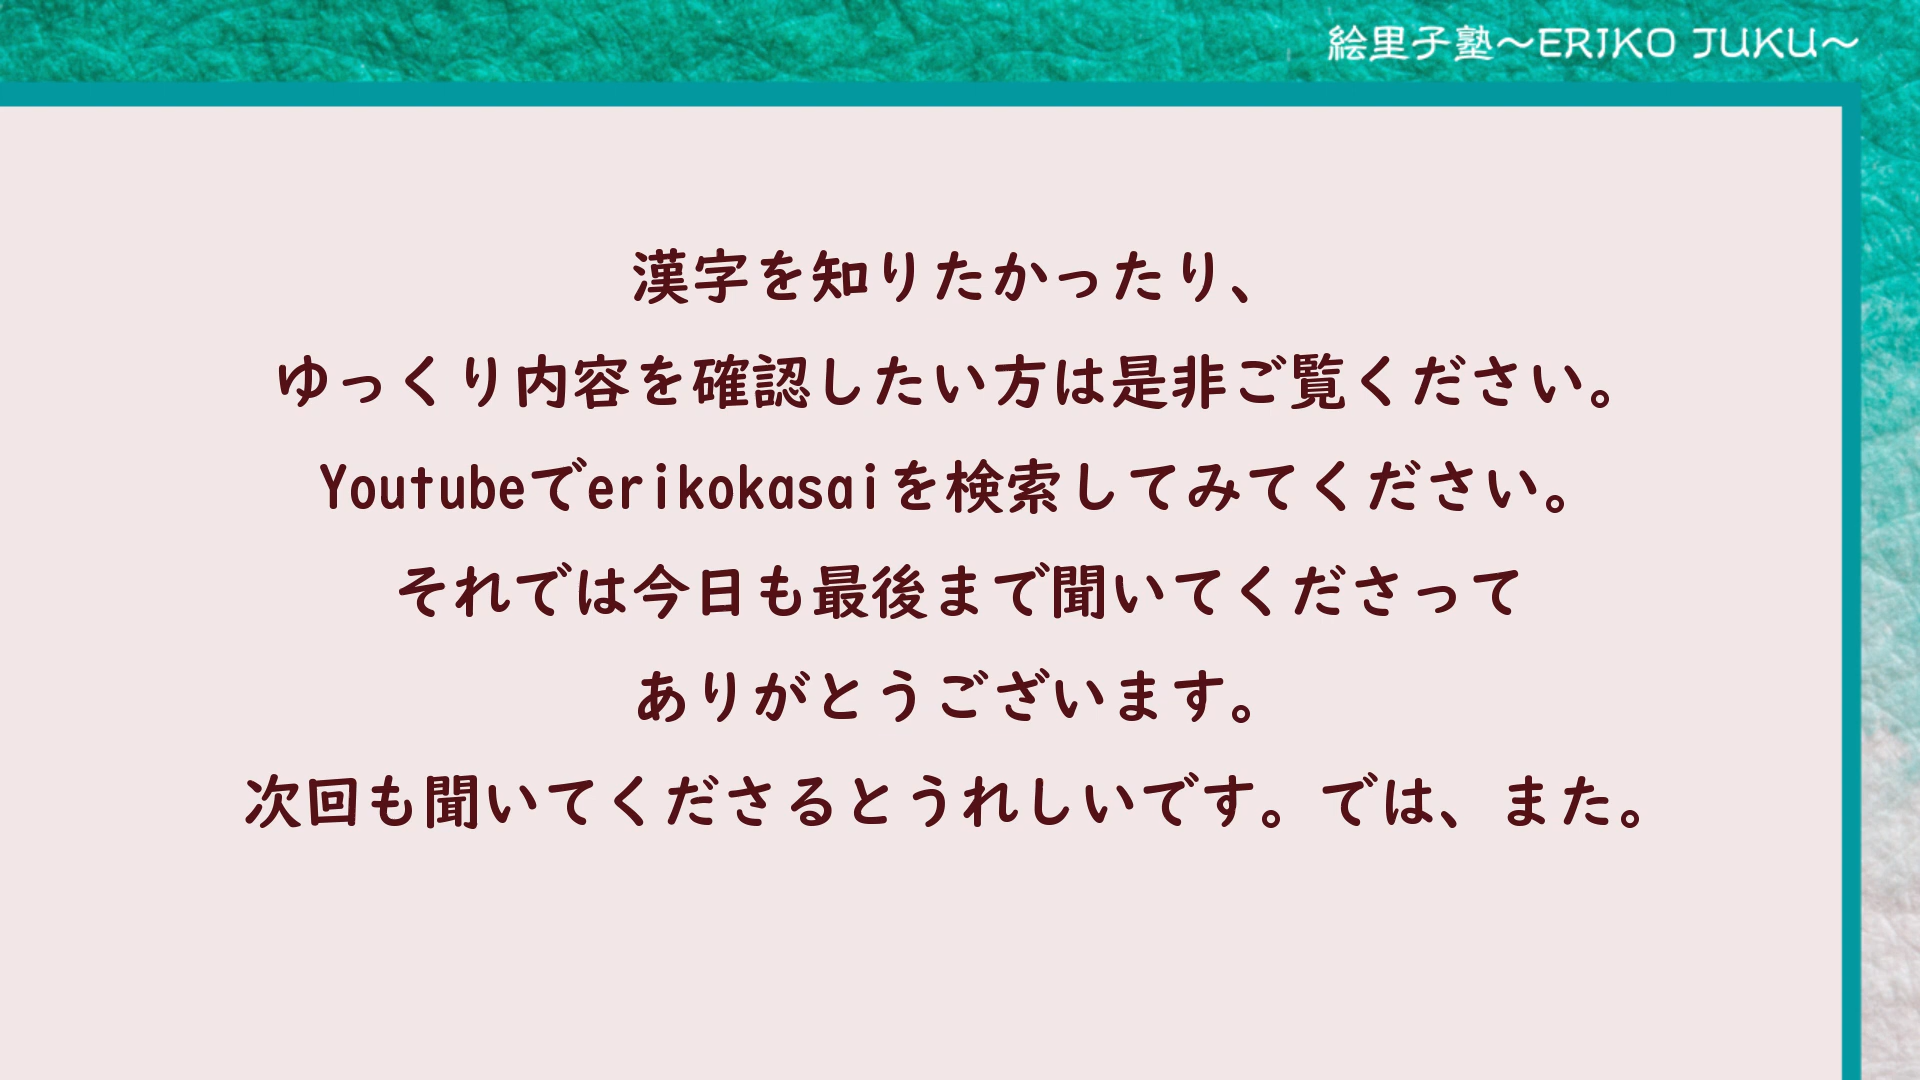 絵里子塾～ERIKO JUKU～
漢字を知りたかったり、
ゆっくり内容を確認したい方は是非ご覧ください。
Youtubeでerikokasaiを検索してみてください。
それでは今日も最後まで聞いてくださって
ありがとうございます。
次回も聞いてくださるとうれしいです。では、また。